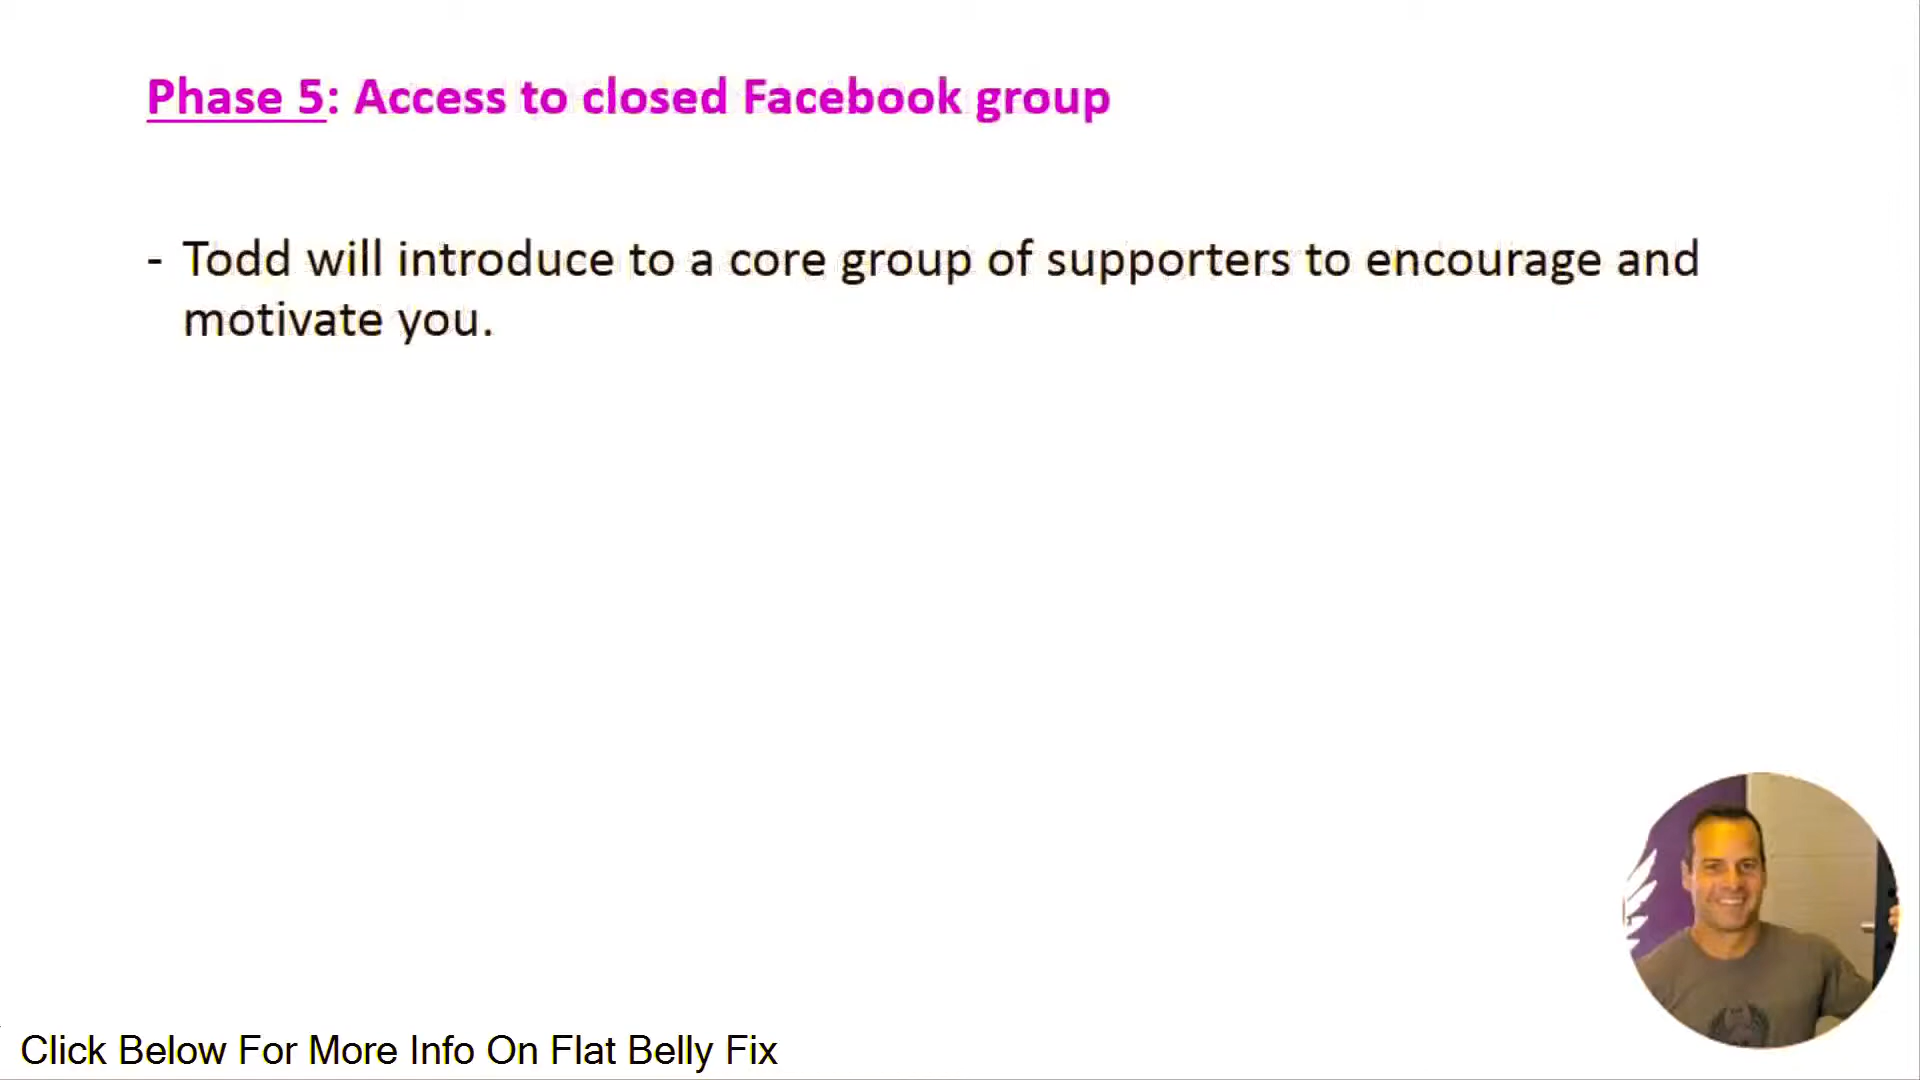 Phase 5: Access to closed Facebook group
- Todd will introduce to a core group of supporters to encourage and
motivate you.
Click Below For More Info On Flat Belly Fix